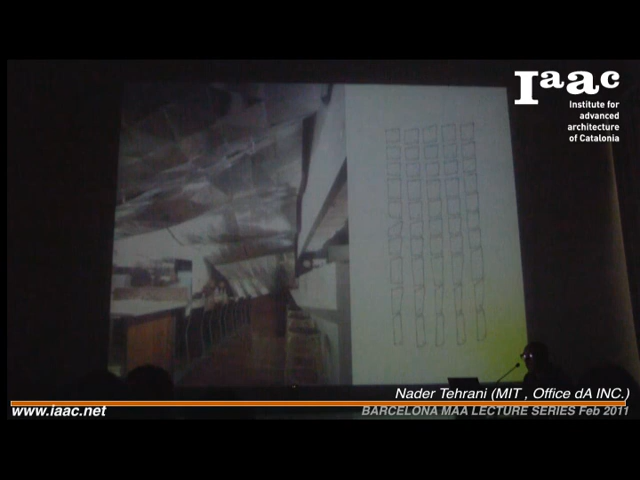 Iaac
Institute for
advanced
architecture
of Catalonia
Nader Tehrani (MIT , Office dA INC.)
www.iaac.net
BARCELONA MAA LECTURE SERIES Feb 2011